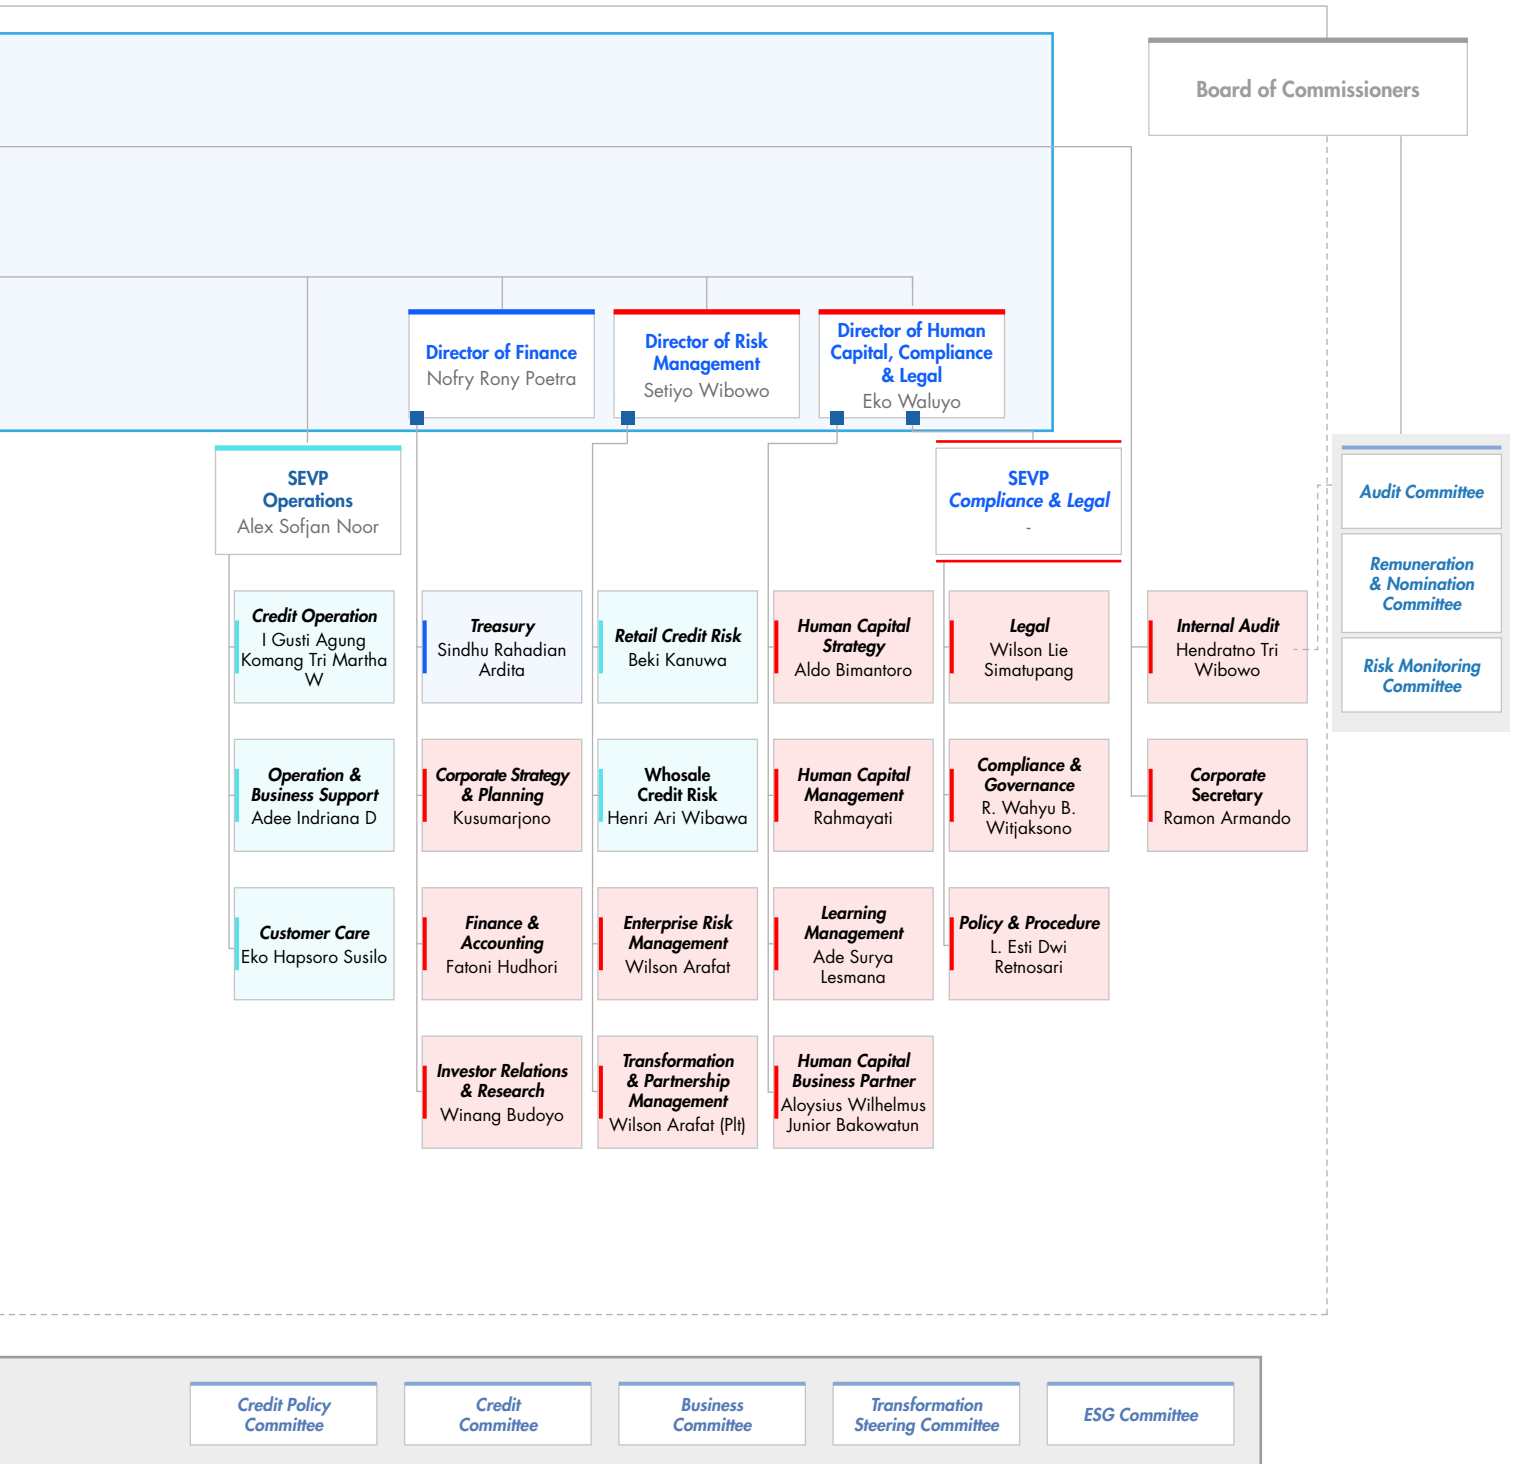 Board of Commissioners
Director of Finance
Nofry Rony Poetra
Director of Risk
Management
Setiyo Wibowo
Director of Human
Capital, Compliance
& Legal
Eko Waluyo
SEVP
Operations
Alex Sofjan Noor
SEVP
Compliance & Legal
-
Audit Committee
Remuneration
& Nomination
Committee
Risk Monitoring
Committee
Credit Operation
I Gusti Agung
Komang Tri Martha
W
Treasury
Sindhu Rahadian
Ardita
Retail Credit Risk
Beki Kanuwa
Human Capital
Strategy
Aldo Bimantoro
Legal
Wilson Lie
Simatupang
Internal Audit
Hendratno Tri
Wibowo
Operation &
Business Support
Adee Indriana D
Corporate Strategy
& Planning
Kusumarjono
Whosale
Credit Risk
Henri Ari Wibawa
Human Capital
Management
Rahmayati
Compliance &
Governance
R. Wahyu B.
Witjaksono
Corporate
Secretary
Ramon Armando
Customer Care
Eko Hapsoro Susilo
Finance &
Accounting
Fatoni Hudhori
Enterprise Risk
Management
Wilson Arafat
Learning
Management
Ade Surya
Lesmana
Policy & Procedure
L. Esti Dwi
Retnosari
Investor Relations
& Research
Winang Budoyo
Transformation
& Partnership
Management
Wilson Arafat (Plt)
Human Capital
Business Partner
Aloysius Wilhelmus
Junior Bakowatun
Credit Policy
Committee
Credit
Committee
Business
Committee
Transformation
Steering Committee
ESG Committee